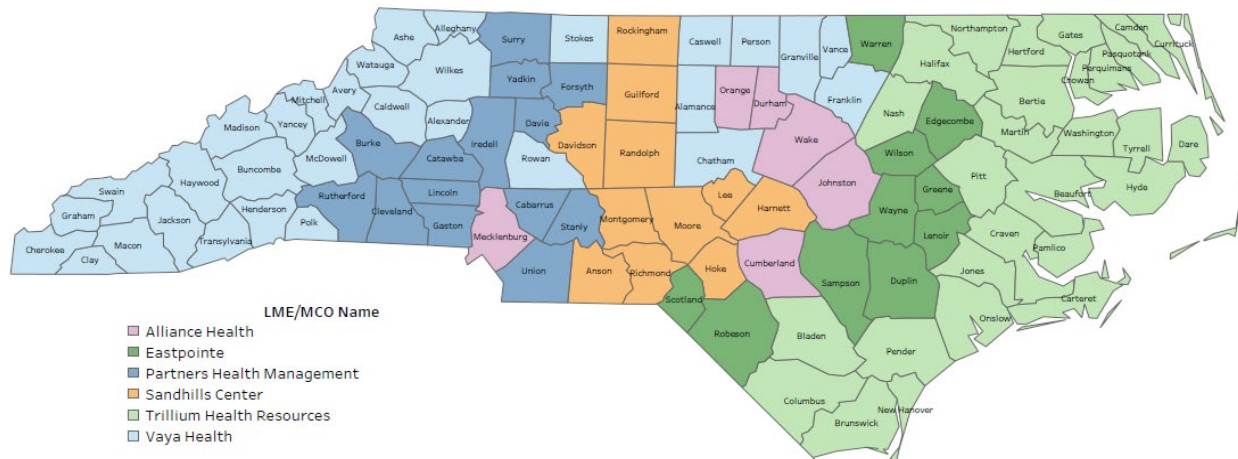 Ashe
Alleghany
Surry
Stokes
Rockingham
Caswell
Person
Granville
Vance
Warren
Northampton
Gates
Camden
Currituck
Pasquotank
Perquimans
Chowan
Hertford
Halifax
Watauga
Wilkes
Yadkin
Forsyth
Guilford
Alamance
Orange
Durham
Franklin
Nash
Edgecombe
Bertie
Martin
Washington
Tyrrell
Dare
Mitchell
Avery
Caldwell
Alexander
Iredell
Davie
Davidson
Randolph
Chatham
Wake
Wilson
Pitt
Beaufort
Hyde
Madison
Yancey
McDowell
Burke
Catawba
Rowan
Johnston
Greene
Buncombe
Haywood
Swain
Rutherford
Lincoln
Cleveland
Gaston
Cabarrus
Stanly
Montgomery
Moore
Lee
Harnett
Wayne
Lenoir
Craven
Pamlico
Graham
Jackson
Henderson
Polk
Transylvania
Macon
Cherokee
Clay
Mecklenburg
Union
Anson
Richmond
Hoke
Cumberland
Sampson
Duplin
Jones
Carteret
Onslow
Scotland
Robeson
Bladen
Pender
Columbus
Brunswick
New Hanover
LME/MCO Name
Alliance Health
Eastpointe
Partners Health Management
Sandhills Center
Trillium Health Resources
Vaya Health